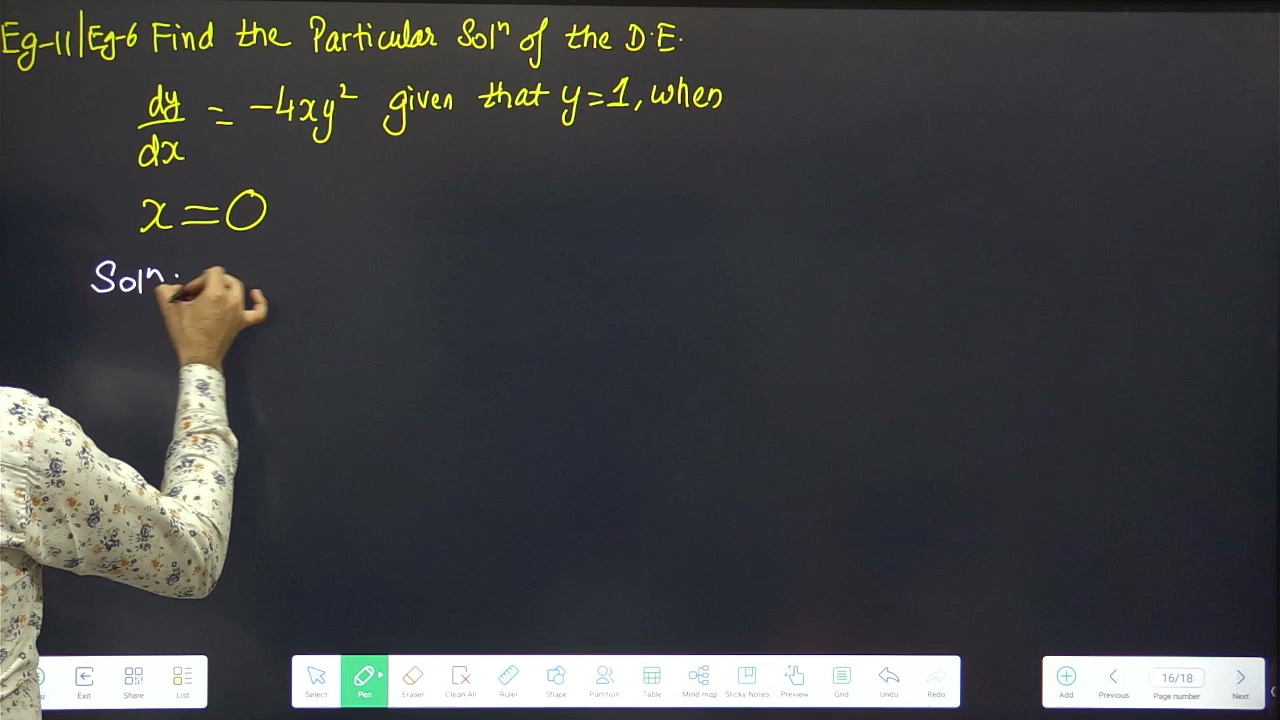 Eg-11|Eg-6 Find the Particular Solⁿ of the D.E.
dy/dx = -4xy² given that y=1, when
x=0
Solⁿ:
Exit Share List Select Pen Eraser Clean All Ruler Shape Partition Table Mind map Sticky Notes Preview Grid Undo Redo Add Previous 16/18 Page number Next